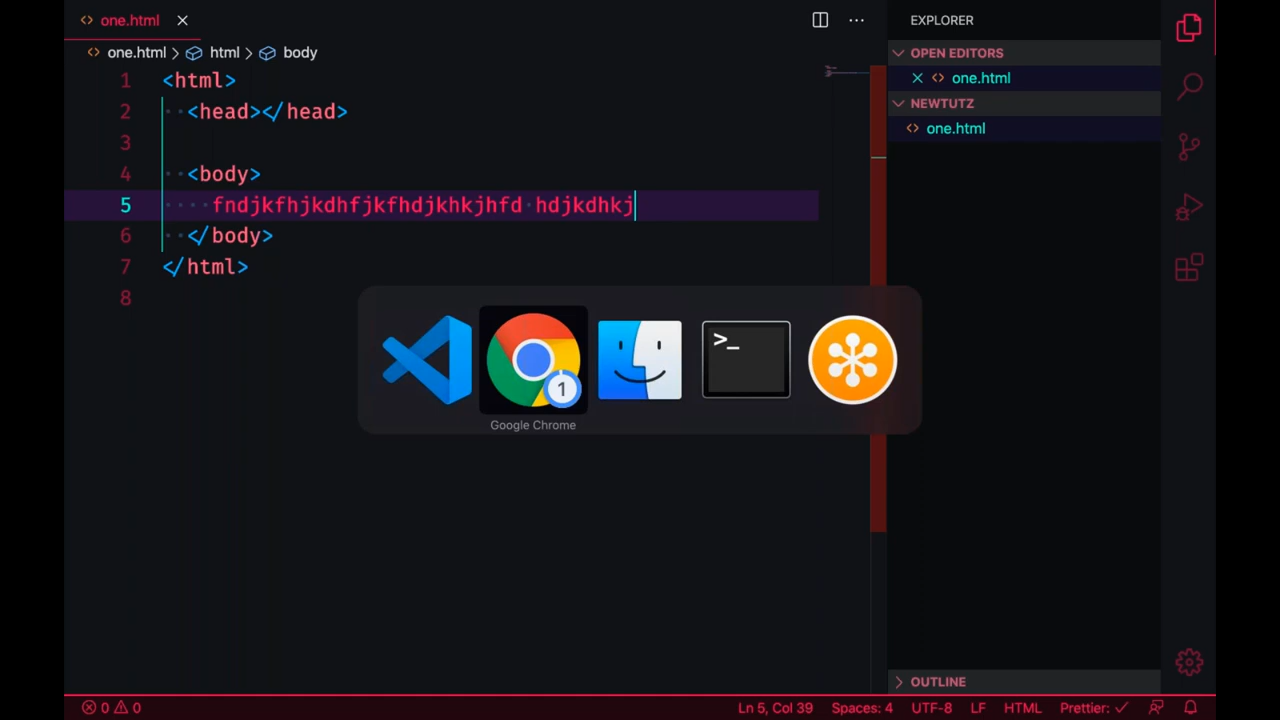 one.html
one.html > html > body
1 <html>
2 <head></head>
3
4 <body>
5 fndjkfhjkdhfjkfhdjkhkjhfd hdjkdhkj
6 </body>
7 </html>
8
EXPLORER
OPEN EDITORS
one.html
NEWTUTZ
one.html
1
>_
Google Chrome
OUTLINE
0 0
Ln 5, Col 39
Spaces: 4
UTF-8
LF
HTML
Prettier: ✓